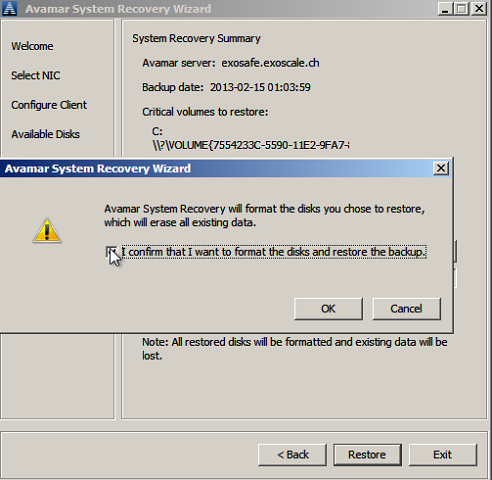 Avamar System Recovery Wizard
Welcome
Select NIC
Configure Client
Available Disks
System Recovery Summary
Avamar server: exosafe.exoscale.ch
Backup date: 2013-02-15 01:03:59
Critical volumes to restore:
C:
\\?\VOLUME{7554233C-5590-11E2-9FA7-
Avamar System Recovery Wizard
Avamar System Recovery will format the disks you chose to restore,
which will erase all existing data.
I confirm that I want to format the disks and restore the backup.
OK
Cancel
Note: All restored disks will be formatted and existing data will be
lost.
< Back
Restore
Exit